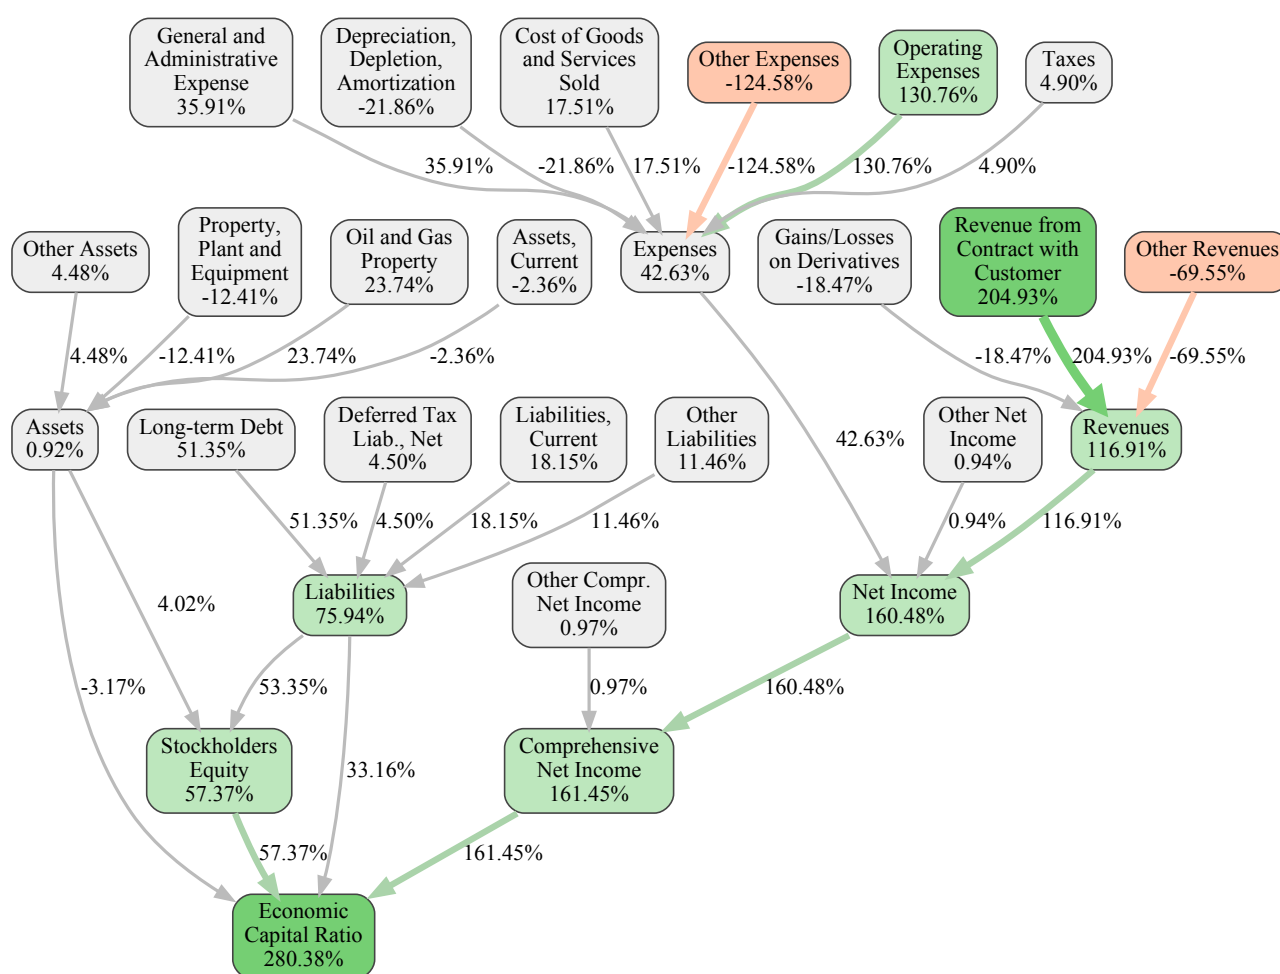 General and
Administrative
Expense
35.91%
Depreciation,
Depletion,
Amortization
-21.86%
Cost of Goods
and Services
Sold
17.51%
Other Expenses
-124.58%
Operating
Expenses
130.76%
Taxes
4.90%
35.91%
-21.86%
17.51%
-124.58%
130.76%
4.90%
Other Assets
4.48%
Property,
Plant and
Equipment
-12.41%
Oil and Gas
Property
23.74%
Assets,
Current
-2.36%
Expenses
42.63%
Gains/Losses
on Derivatives
-18.47%
Revenue from
Contract with
Customer
204.93%
Other Revenues
-69.55%
4.48%
-12.41%
23.74%
-2.36%
-18.47%
204.93%
-69.55%
Assets
0.92%
Long-term Debt
51.35%
Deferred Tax
Liab., Net
4.50%
Liabilities,
Current
18.15%
Other
Liabilities
11.46%
42.63%
Other Net
Income
0.94%
Revenues
116.91%
51.35%
4.50%
18.15%
11.46%
0.94%
116.91%
4.02%
Liabilities
75.94%
Other Compr.
Net Income
0.97%
Net Income
160.48%
-3.17%
53.35%
0.97%
160.48%
Stockholders
Equity
57.37%
33.16%
Comprehensive
Net Income
161.45%
57.37%
161.45%
Economic
Capital Ratio
280.38%